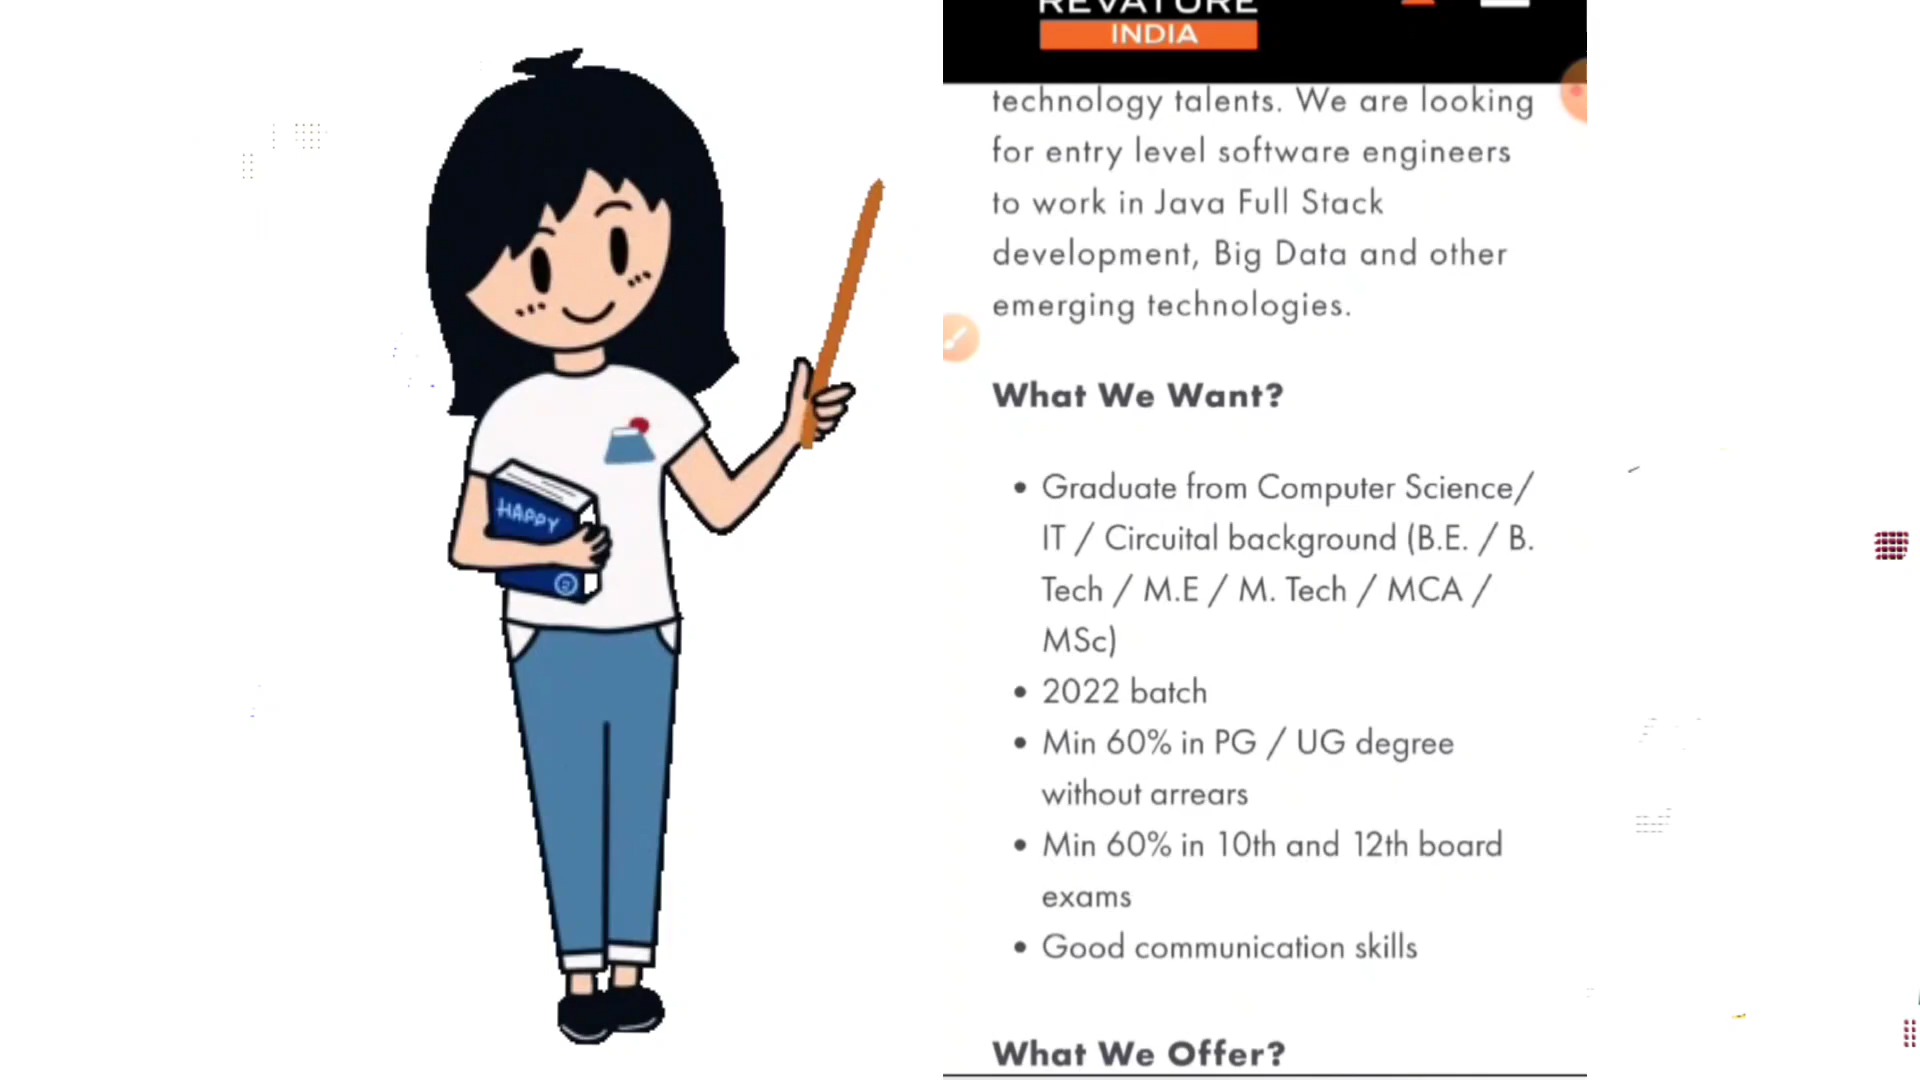 REVATURE
INDIA
technology talents. We are looking
for entry level software engineers
to work in Java Full Stack
development, Big Data and other
emerging technologies.
What We Want?
• Graduate from Computer Science/
IT / Circuital background (B.E. / B.
Tech / M.E / M. Tech / MCA /
MSc)
• 2022 batch
• Min 60% in PG / UG degree
without arrears
• Min 60% in 10th and 12th board
exams
• Good communication skills
What We Offer?
HAPPY
2